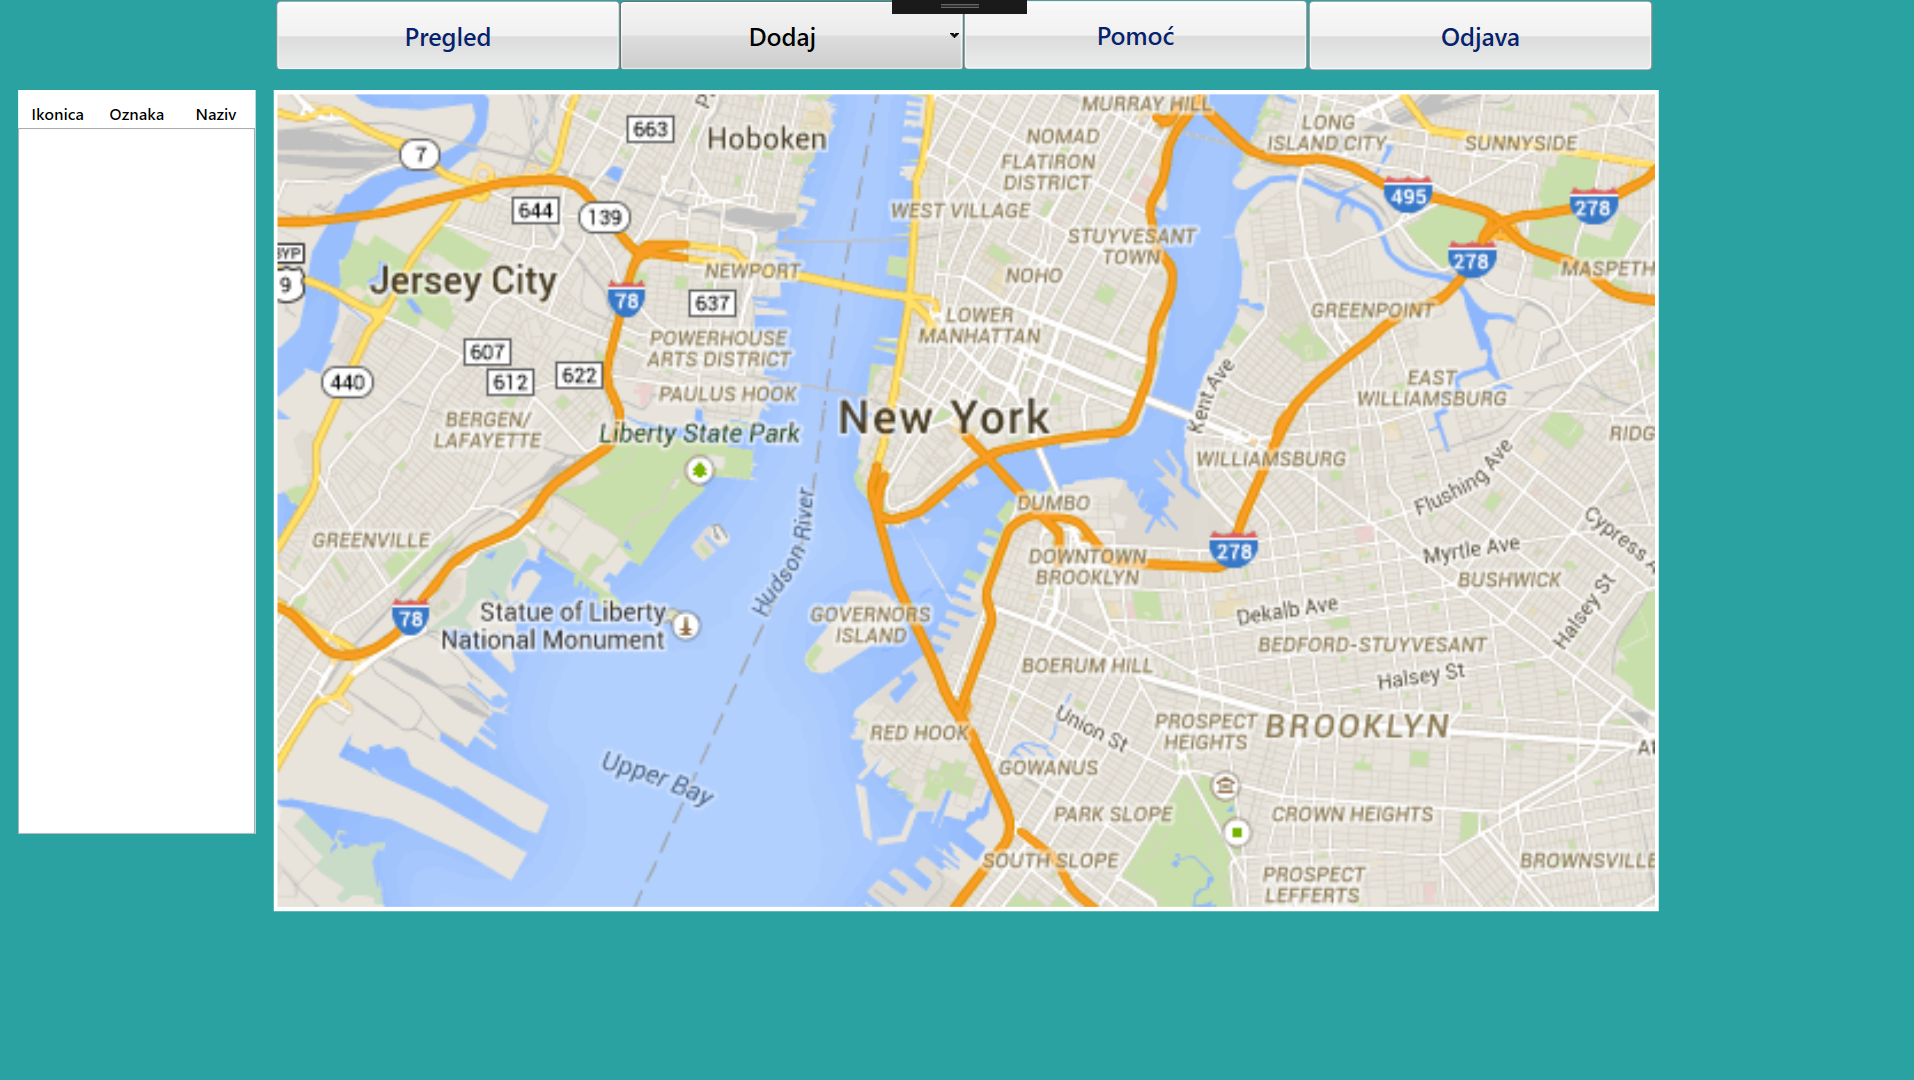 Pregled
Dodaj
Pomoć
Odjava
Ikonica Oznaka Naziv
MURRAY HILL
663
Hoboken
NOMAD
LONG
ISLAND CITY
SUNNYSIDE
7
FLATIRON
DISTRICT
495
278
644
139
WEST VILLAGE
STUYVESANT
TOWN
278
BYP
9
Jersey City
NEWPORT
NOHO
MASPETH
78
637
GREENPOINT
LOWER
MANHATTAN
POWERHOUSE
ARTS DISTRICT
607
612
622
440
PAULUS HOOK
Kent Ave
EAST
WILLIAMSBURG
BERGEN/
LAFAYETTE
Liberty State Park
New York
RIDG
WILLIAMSBURG
Flushing Ave
DUMBO
Hudson River
GREENVILLE
DOWNTOWN
BROOKLYN
278
Myrtle Ave
Cypress A
BUSHWICK
78
Statue of Liberty
National Monument
GOVERNORS
ISLAND
Dekalb Ave
Halsey St
BEDFORD-STUYVESANT
BOERUM HILL
Halsey St
RED HOOK
Union St
PROSPECT
HEIGHTS
BROOKLYN
At
Upper Bay
GOWANUS
PARK SLOPE
CROWN HEIGHTS
SOUTH SLOPE
BROWNSVILLE
PROSPECT
LEFFERTS